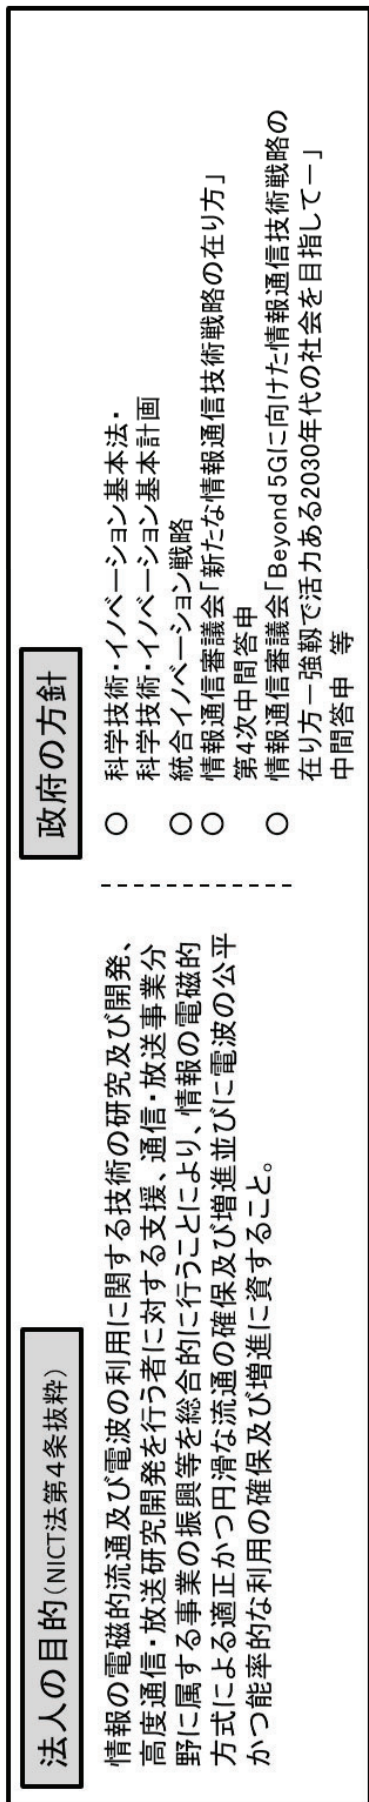 法人の目的(NICT法第4条抜粋)
情報の電磁的流通及び電波の利用に関する技術の研究及び開発、
高度通信・放送研究開発を行う者に対する支援、通信・放送事業分
野に属する事業の振興等を総合的に行うことにより、情報の電磁的
方式による適正かつ円滑な流通の確保及び増進並びに電波の公平
かつ能率的な利用の確保及び増進に資すること。
政府の方針
○ 科学技術・イノベーション基本法・
科学技術・イノベーション基本計画
○ 統合イノベーション戦略
○ 情報通信審議会「新たな情報通信技術戦略の在り方」
第4次中間答申
○ 情報通信審議会「Beyond 5Gに向けた情報通信技術戦略の
在り方－強靱で活力ある2030年代の社会を目指して－」
中間答申 等